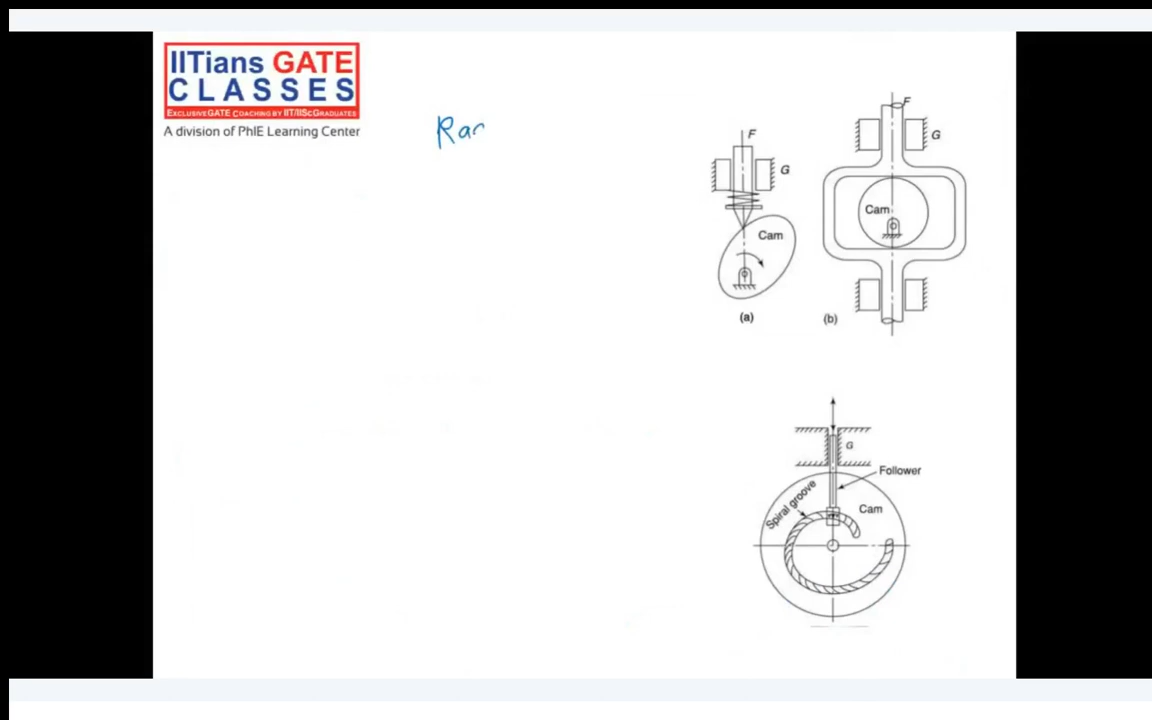 IITians GATE
CLASSES
EXCLUSIVE GATE COACHING BY IIT/IISc GRADUATES
A division of PhIE Learning Center
Rar
F
G
Cam
(a)
F
G
Cam
(b)
G
Follower
Spiral groove
Cam